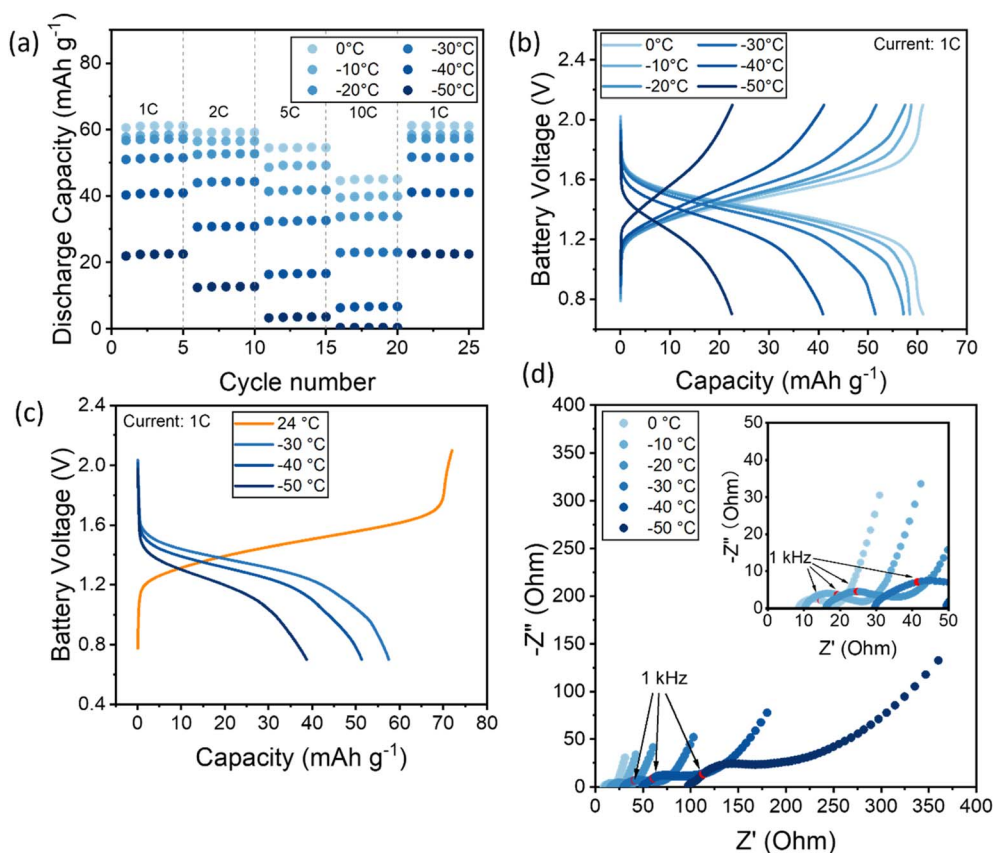 (a)
Discharge Capacity (mAh g⁻¹)
80
60
40
20
0
0°C -30°C
-10°C -40°C
-20°C -50°C
1C 2C 5C 10C 1C
0 5 10 15 20 25
Cycle number
(b)
Battery Voltage (V)
2.4
2.0
1.6
1.2
0.8
0°C -30°C
-10°C -40°C
-20°C -50°C
Current: 1C
0 10 20 30 40 50 60 70
Capacity (mAh g⁻¹)
(c)
Battery Voltage (V)
2.4
2.0
1.6
1.2
0.8
0.4
Current: 1C
24 °C
-30 °C
-40 °C
-50 °C
0 10 20 30 40 50 60 70 80
Capacity (mAh g⁻¹)
(d)
-Z" (Ohm)
400
350
300
250
200
150
100
50
0
0 °C
-10 °C
-20 °C
-30 °C
-40 °C
-50 °C
1 kHz
0 50 100 150 200 250 300 350 400
Z' (Ohm)
-Z" (Ohm)
50
40
30
20
10
0
1 kHz
0 10 20 30 40 50
Z' (Ohm)